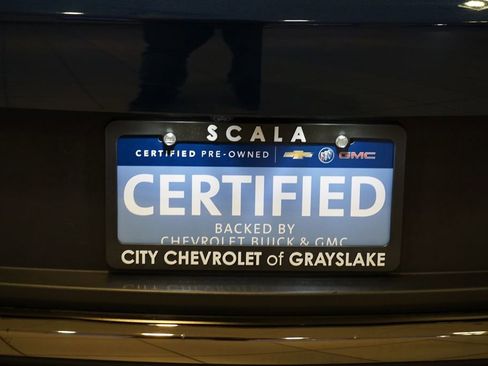 SCALA
CERTIFIED PRE-OWNED | GMC
CERTIFIED
BACKED BY
CHEVROLET BUICK & GMC
CITY CHEVROLET of GRAYSLAKE